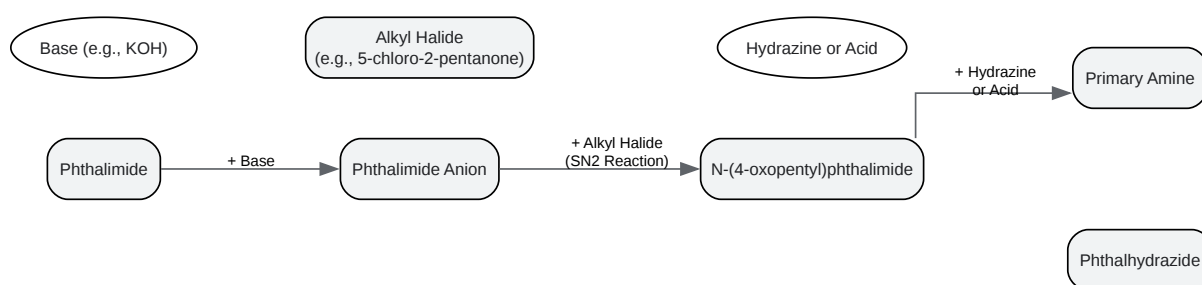 Base (e.g., KOH)
Alkyl Halide
(e.g., 5-chloro-2-pentanone)
Hydrazine or Acid
+ Hydrazine
or Acid
Primary Amine
Phthalimide
+ Base
Phthalimide Anion
+ Alkyl Halide
(SN2 Reaction)
N-(4-oxopentyl)phthalimide
Phthalhydrazide